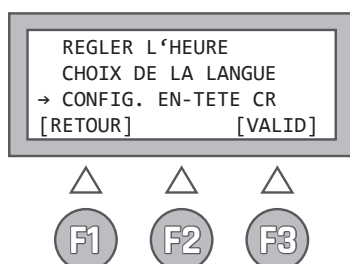 REGLER L‘HEURE
CHOIX DE LA LANGUE
→ CONFIG. EN-TETE CR
[RETOUR] [VALID]
F1 F2 F3